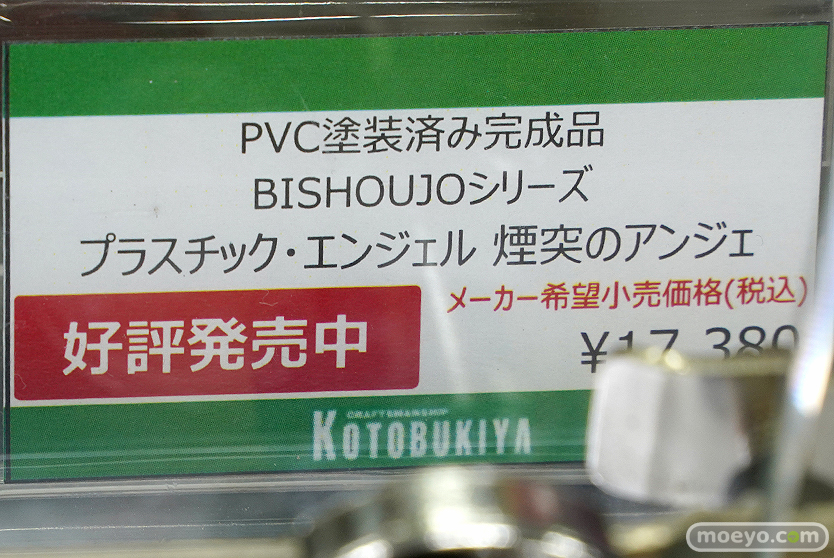 PVC塗装済み完成品
BISHOUJOシリーズ
プラスチック・エンジェル 煙突のアンジェ
メーカー希望小売価格(税込)
好評発売中
¥17,380
CRAFTSMANSHIP
KOTOBUKIYA
moeyo.com